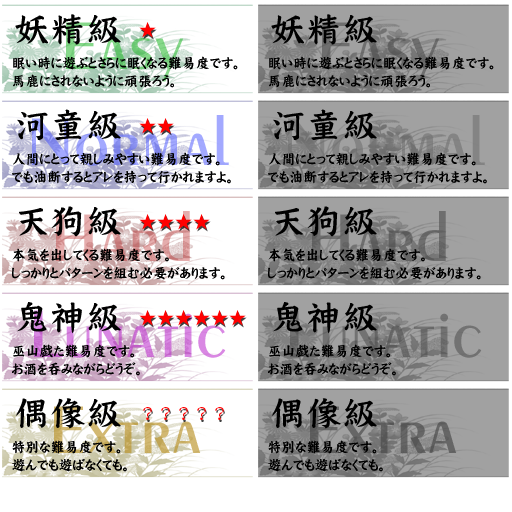 妖精級 ★
Easy
眠い時に遊ぶとさらに眠くなる難易度です。
馬鹿にされないように頑張ろう。
河童級 ★★
Normal
人間にとって親しみやすい難易度です。
でも油断するとアレを持って行かれますよ。
天狗級 ★★★★
Hard
本気を出してくる難易度です。
しっかりとパターンを組む必要があります。
鬼神級 ★★★★★★
Lunatic
巫山戯た難易度です。
お酒を呑みながらどうぞ。
偶像級 ？？？？？
Extra
特別な難易度です。
遊んでも遊ばなくても。
妖精級
Easy
眠い時に遊ぶとさらに眠くなる難易度です。
馬鹿にされないように頑張ろう。
河童級
Normal
人間にとって親しみやすい難易度です。
でも油断するとアレを持って行かれますよ。
天狗級
Hard
本気を出してくる難易度です。
しっかりとパターンを組む必要があります。
鬼神級
Lunatic
巫山戯た難易度です。
お酒を呑みながらどうぞ。
偶像級
Extra
特別な難易度です。
遊んでも遊ばなくても。